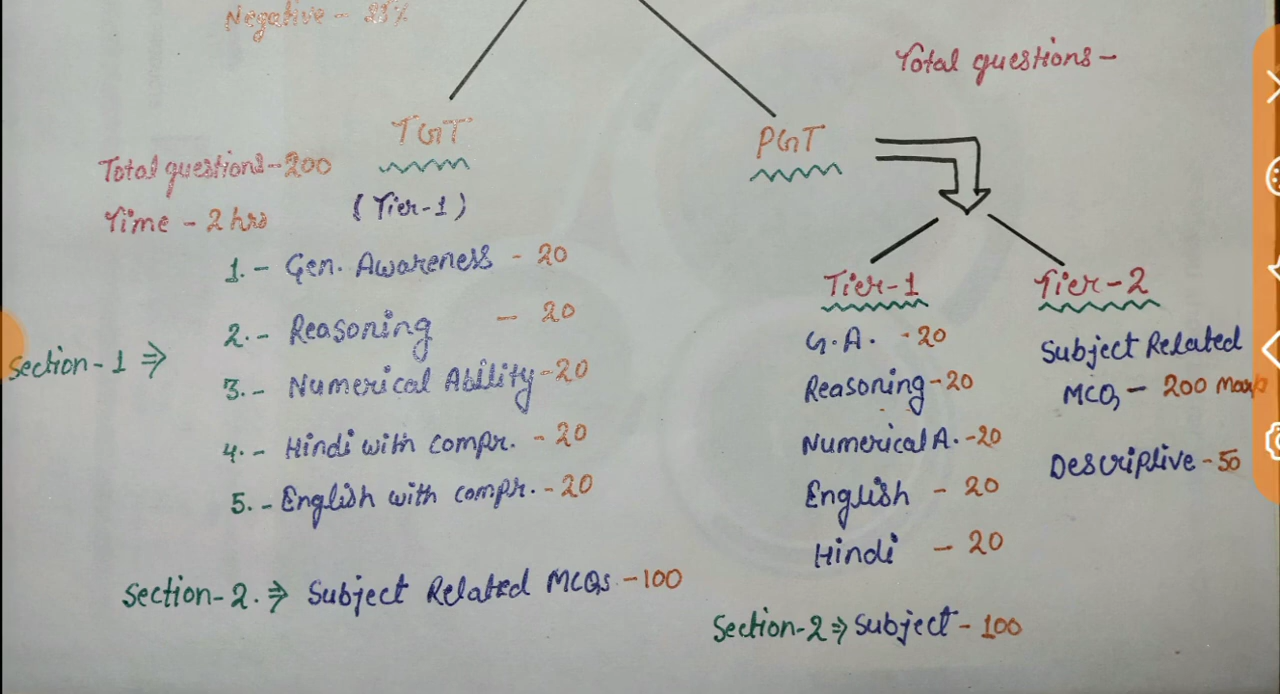 Negative -
Total questions -
TGT
PGT
Total questions - 200
Time - 2 hrs
(Tier-1)
1. - Gen. Awareness - 20
2. - Reasoning - 20
Section - 1 ⇒
3. - Numerical Ability - 20
4. - Hindi with compr. - 20
5. - English with compr. - 20
Section - 2. ⇒ Subject Related MCQs. - 100
Tier-1
G.A. - 20
Reasoning - 20
Numerical A. - 20
English - 20
Hindi - 20
Section-2 ⇒ Subject - 100
Tier-2
Subject Related
MCQ - 200
Descriptive - 50